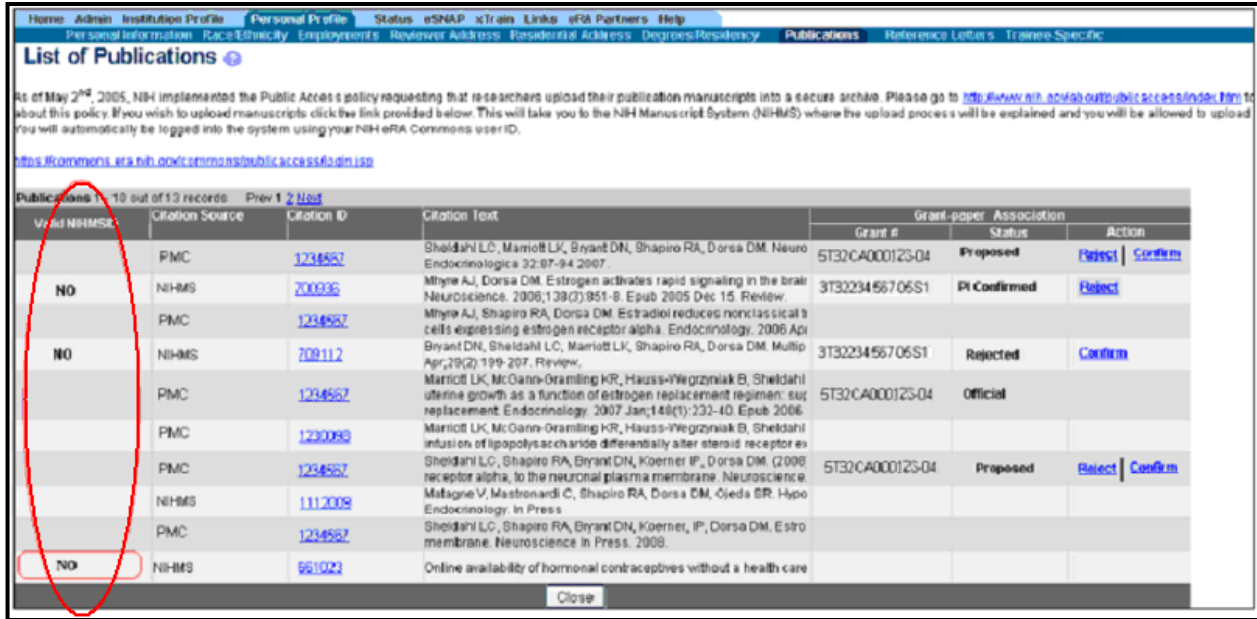 Home Admin Institution Profile Personal Profile Status eSNAP xTrain Links eRA Partners Help
Personal Information Race/Ethnicity Employments Reviewer Address Residential Address Degrees/Residency Publications Reference Letters Trainee-Specific
List of Publications
As of May 2nd, 2005, NIH implemented the Public Access policy requesting that researchers upload their publication manuscripts into a secure archive. Please go to http://www.nih.gov/about/publicaccess/index.htm to
about this policy. If you wish to upload manuscripts click the link provided below. This will take you to the NIH Manuscript System (NIHMS) where the upload process will be explained and you will be allowed to upload
You will automatically be logged into the system using your NIH eRA Commons user ID.
https://commons.era.nih.gov/commons/publicaccess/login.jsp
Publications 1 - 10 out of 13 records Prev 1 2 Next
Valid NIHMSID Citation Source Citation ID Citation Text Grant-paper Association
Grant # Status Action
PMC 1234567 Sheldahl LC, Marriott LK, Bryant DN, Shapiro RA, Dorsa DM. Neuro
Endocrinologica 32:87-94 2007. 5T32CA000123-04 Proposed Reject | Confirm
NO NIHMS 700936 Mhyre AJ, Dorsa DM. Estrogen activates rapid signaling in the brain
Neuroscience. 2006;138(3):851-8. Epub 2005 Dec 15. Review. 3T3223456706S1 PI Confirmed Reject
PMC 1234567 Mhyre AJ, Shapiro RA, Dorsa DM. Estradiol reduces nonclassical t
cells expressing estrogen receptor alpha. Endocrinology. 2006 Apr
NO NIHMS 709112 Bryant DN, Sheldahl LC, Marriott LK, Shapiro RA, Dorsa DM. Multip
Apr;29(2):199-207. Review. 3T3223456706S1 Rejected Confirm
PMC 1234567 Marriott LK, McGann-Gramling KR, Hauss-Wegrzyniak B, Sheldahl
uterine growth as a function of estrogen replacement regimen: sup
replacement. Endocrinology. 2007 Jan;148(1):232-40. Epub 2006 5T32CA000123-04 Official
PMC 1230098 Marriott LK, McGann-Gramling KR, Hauss-Wegrzyniak B, Sheldahl
infusion of lipopolysaccharide differentially alter steroid receptor ex
PMC 1234567 Sheldahl LC, Shapiro RA, Bryant DN, Koerner IP, Dorsa DM. (2008)
receptor alpha, to the neuronal plasma membrane. Neuroscience. 5T32CA000123-04. Proposed Reject | Confirm
NIHMS 1112009 Matagne V, Mastronardi C, Shapiro RA, Dorsa DM, Ojeda SR. Hypo
Endocrinology. In Press
PMC 1234567 Sheldahl LC, Shapiro RA, Bryant DN, Koerner, IP, Dorsa DM. Estro
membrane. Neuroscience In Press. 2008.
NO NIHMS 661023 Online availability of hormonal contraceptives without a health care
Close